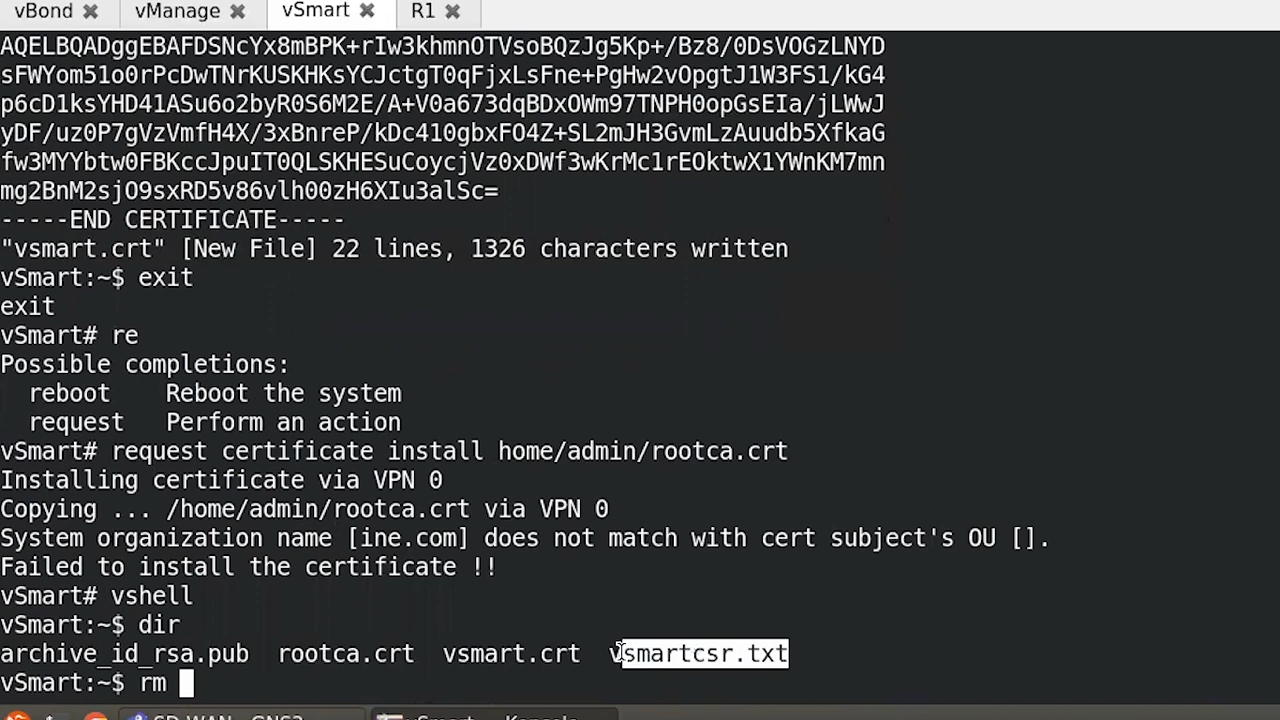 vBond ✖ vManage ✖ vSmart ✖ R1 ✖
AQELBQADggEBAFDSNcYx8mBPK+rIw3khmnOTVsoBQzJg5Kp+/Bz8/0DsVOGzLNYD
sFWYom51o0rPcDwTNrKUSKHKsYCJctgT0qFjxLsFne+PgHw2vOpgtJ1W3FS1/kG4
p6cD1ksYHD41ASu6o2byR0S6M2E/A+V0a673dqBDxOWm97TNPH0opGsEIa/jLWwJ
yDF/uz0P7gVzVmfH4X/3xBnreP/kDc410gbxFO4Z+SL2mJH3GvmLzAuudb5XfkaG
fw3MYYbtw0FBKccJpuIT0QLSKHESuCoycjVz0xDWf3wKrMc1rEOktwX1YWnKM7mn
mg2BnM2sjO9sxRD5v86vlh00zH6XIu3alSc=
-----END CERTIFICATE-----
"vsmart.crt" [New File] 22 lines, 1326 characters written
vSmart:~$ exit
exit
vSmart# re
Possible completions:
reboot Reboot the system
request Perform an action
vSmart# request certificate install home/admin/rootca.crt
Installing certificate via VPN 0
Copying ... /home/admin/rootca.crt via VPN 0
System organization name [ine.com] does not match with cert subject's OU [].
Failed to install the certificate !!
vSmart# vshell
vSmart:~$ dir
archive_id_rsa.pub rootca.crt vsmart.crt vsmartcsr.txt
vSmart:~$ rm